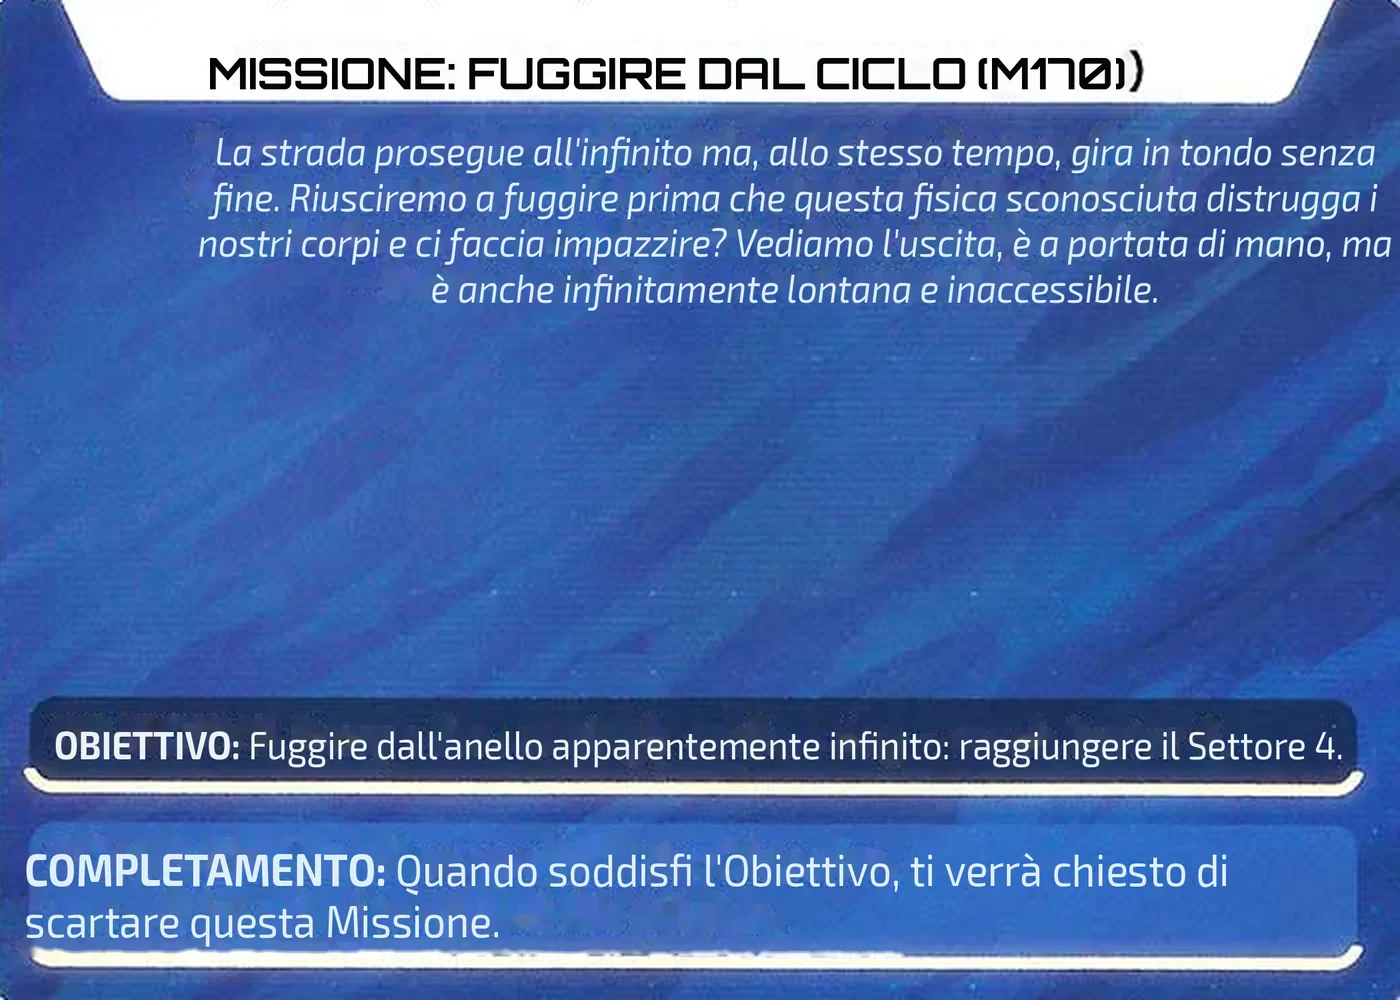 MISSIONE: FUGGIRE DAL CICLO (M170))
La strada prosegue all'infinito ma, allo stesso tempo, gira in tondo senza
fine. Riusciremo a fuggire prima che questa fisica sconosciuta distrugga i
nostri corpi e ci faccia impazzire? Vediamo l'uscita, è a portata di mano, ma
è anche infinitamente lontana e inaccessibile.
OBIETTIVO: Fuggire dall'anello apparentemente infinito: raggiungere il Settore 4.
COMPLETAMENTO: Quando soddisfi l'Obiettivo, ti verrà chiesto di
scartare questa Missione.